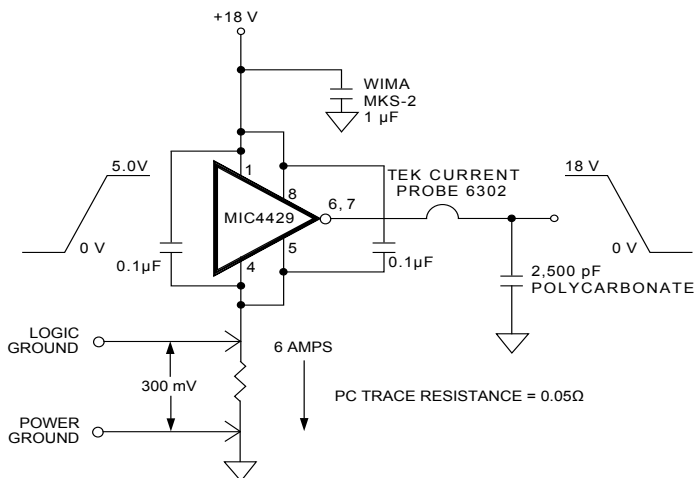 +18 V
WIMA
MKS-2
1 µF
5.0V
0 V
0.1µF
1
8
MIC4429
6, 7
5
4
0.1µF
TEK CURRENT
PROBE 6302
18 V
0 V
2,500 pF
POLYCARBONATE
LOGIC
GROUND
300 mV
6 AMPS
PC TRACE RESISTANCE = 0.05Ω
POWER
GROUND